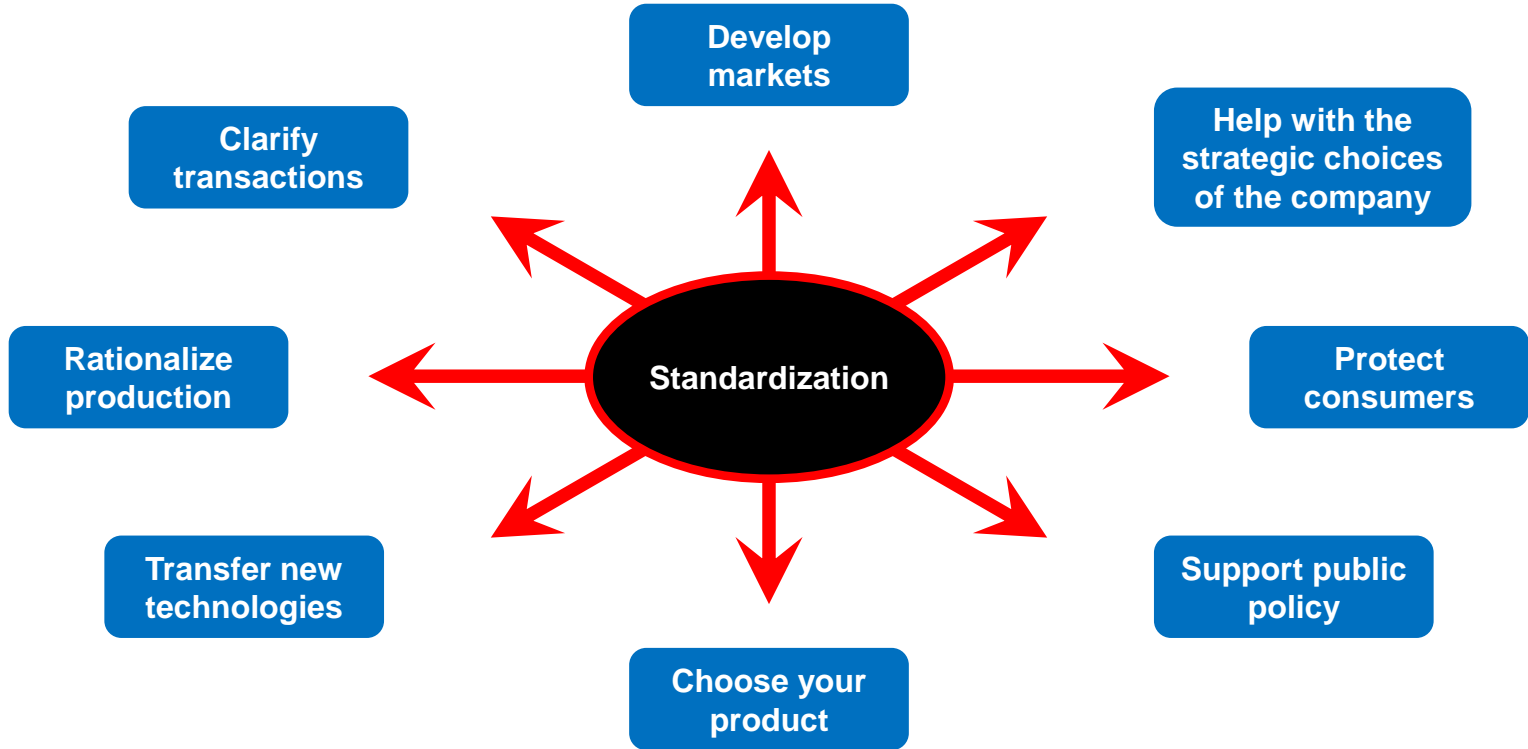 Develop
markets
Clarify
transactions
Help with the
strategic choices
of the company
Rationalize
production
Standardization
Protect
consumers
Transfer new
technologies
Support public
policy
Choose your
product